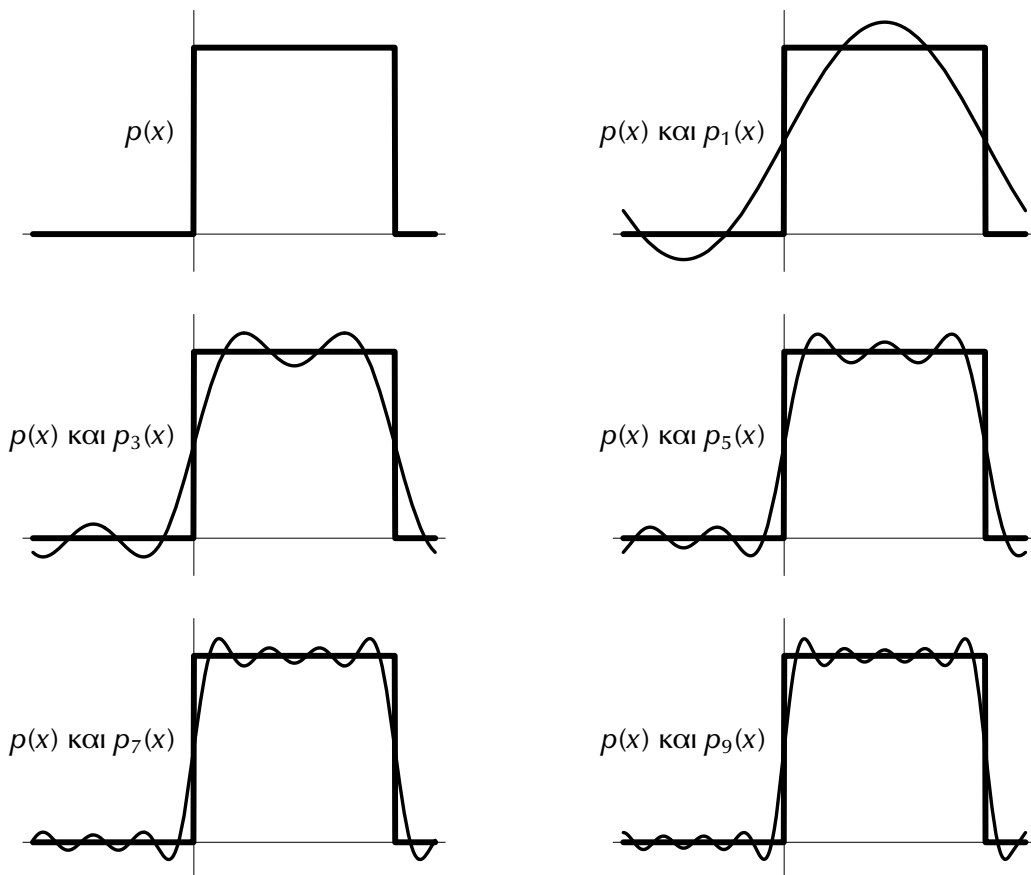 p(x)
p(x) και p₁(x)
p(x) και p₃(x)
p(x) και p₅(x)
p(x) και p₇(x)
p(x) και p₉(x)